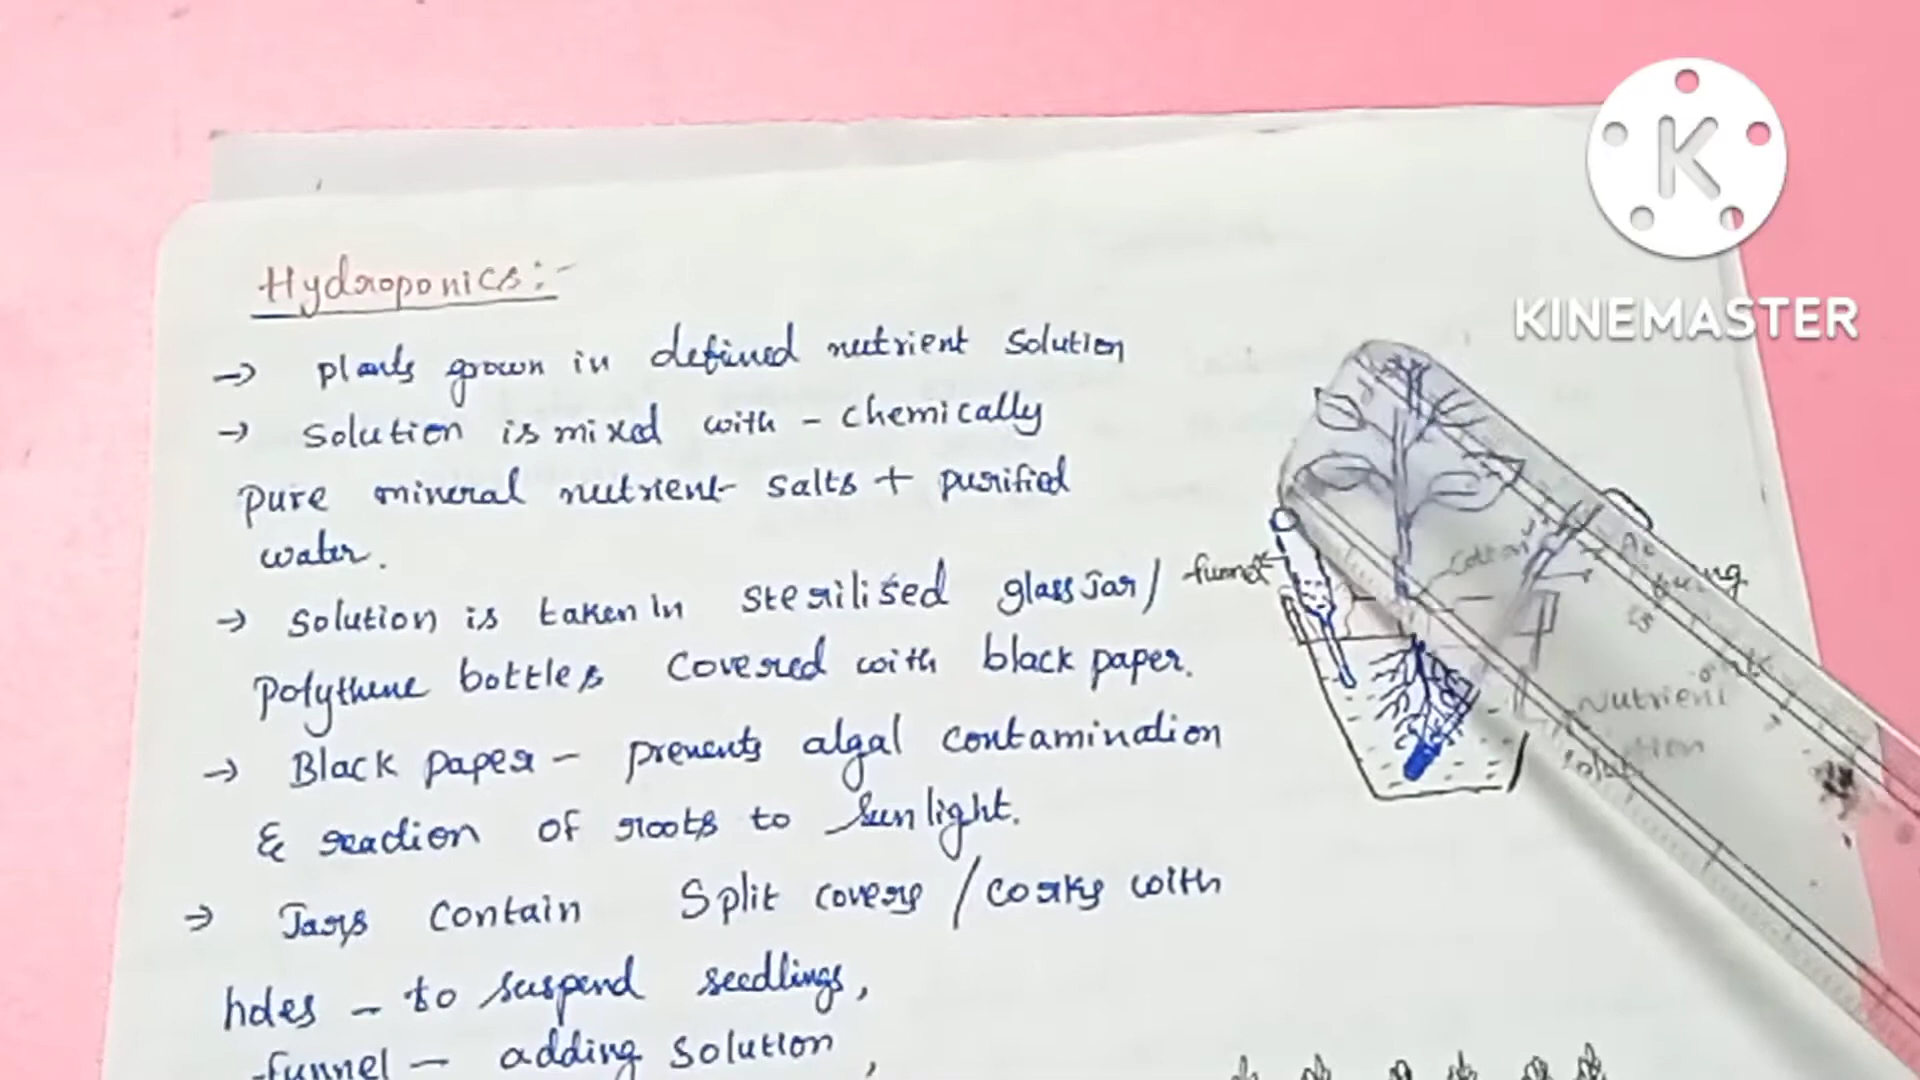 KINEMASTER
Hydroponics:-
→ plants grown in defined nutrient solution
→ solution is mixed with - chemically
pure mineral nutrient salts + purified
water.
→ Solution is taken in sterilised glass Jar/
Polythene bottles covered with black paper.
→ Black paper - prevents algal contamination
& reaction of roots to sunlight.
→ Jars contain Split covers / corks with
holes - to suspend seedlings,
funnel - adding solution,
funnel
Cotton
Nutrient